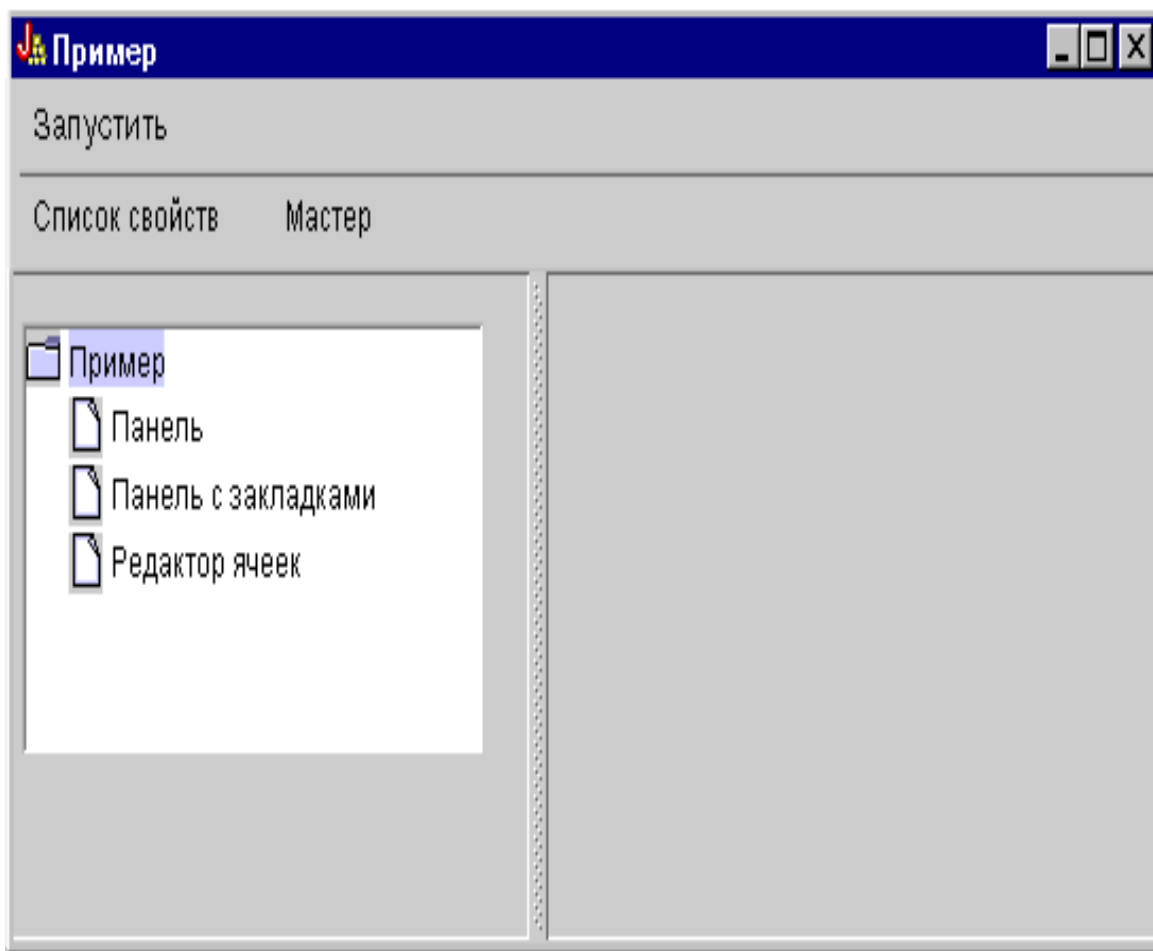 Пример
Запустить
Список свойств Мастер
Пример
Панель
Панель с закладками
Редактор ячеек